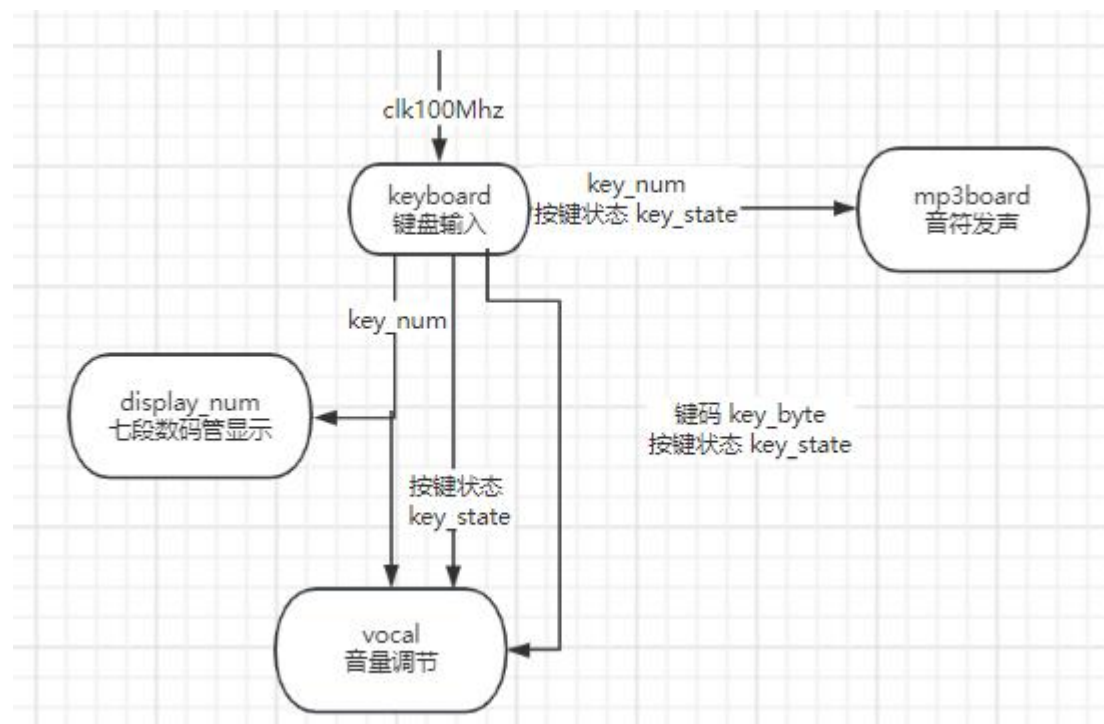 clk100Mhz
keyboard
键盘输入
key_num
按键状态 key_state
mp3board
音符发声
key_num
display_num
七段数码管显示
键码 key_byte
按键状态 key_state
按键状态
key_state
vocal
音量调节